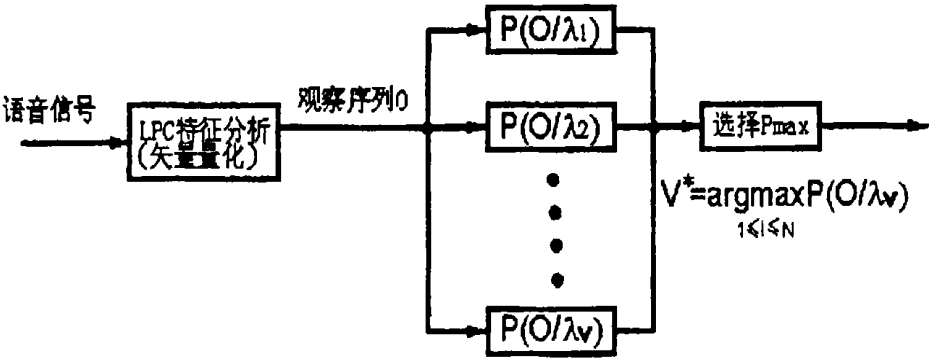 语音信号
LPC特征分析
(矢量量化)
观察序列O
P(O/λ1)
P(O/λ2)
P(O/λv)
选择Pmax
V*=argmaxP(O/λv)
1≤l≤N